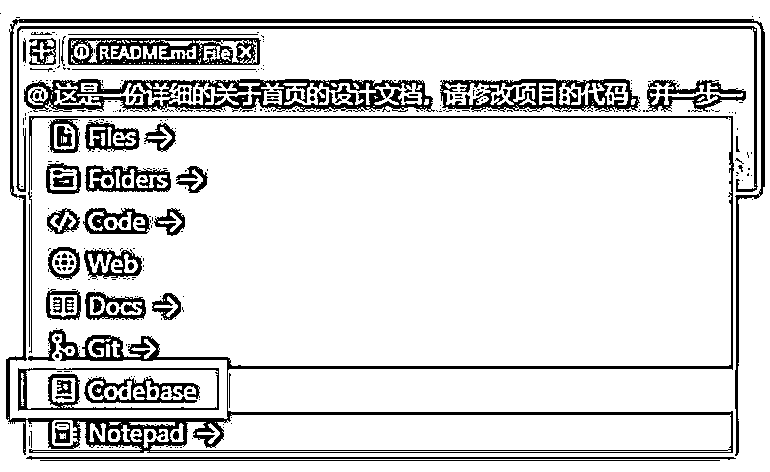 README.md File
@ 这是一份详细的关于首页的设计文档，请修改项目的代码，并一步一
Files
Folders
Code
Web
Docs
Git
Codebase
Notepad